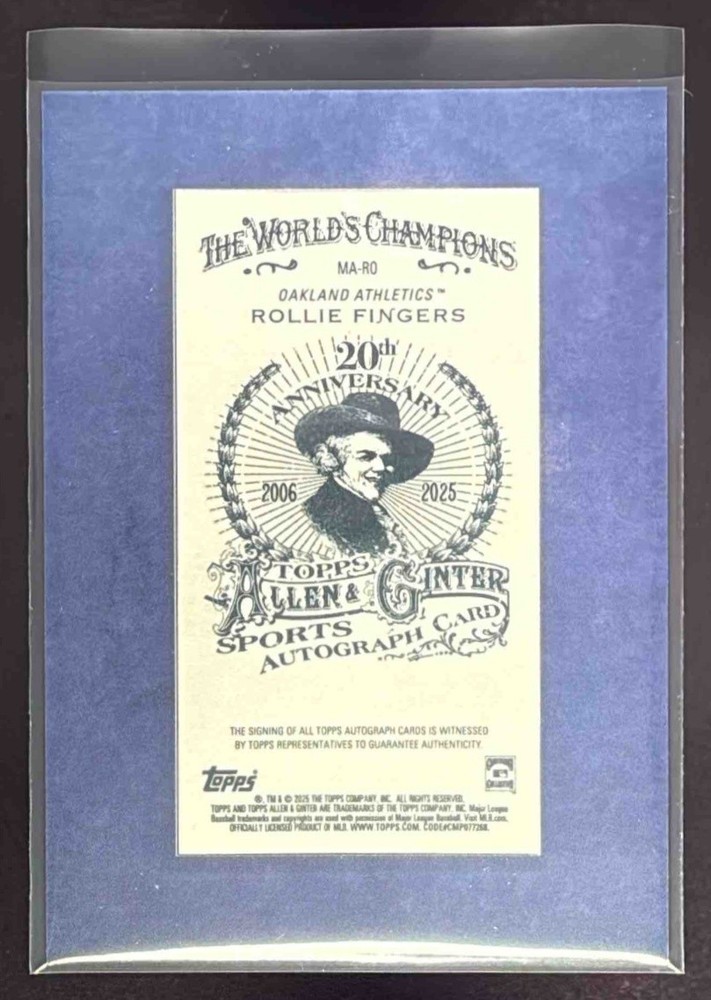 THE WORLD'S CHAMPIONS
MA-RO
OAKLAND ATHLETICS™
ROLLIE FINGERS
20th
ANNIVERSARY
2006 2025
TOPPS
ALLEN & GINTER
SPORTS
AUTOGRAPH CARD
THE SIGNING OF ALL TOPPS AUTOGRAPH CARDS IS WITNESSED
BY TOPPS REPRESENTATIVES TO GUARANTEE AUTHENTICITY.
topps
®, TM & © 2025 THE TOPPS COMPANY, INC. ALL RIGHTS RESERVED.
TOPPS AND TOPPS ALLEN & GINTER ARE TRADEMARKS OF THE TOPPS COMPANY, INC. Major League
Baseball trademarks and copyrights are used with permission of Major League Baseball. Visit MLB.com.
OFFICIALLY LICENSED PRODUCT OF MLB. WWW.TOPPS.COM. CODE#CMP077268.